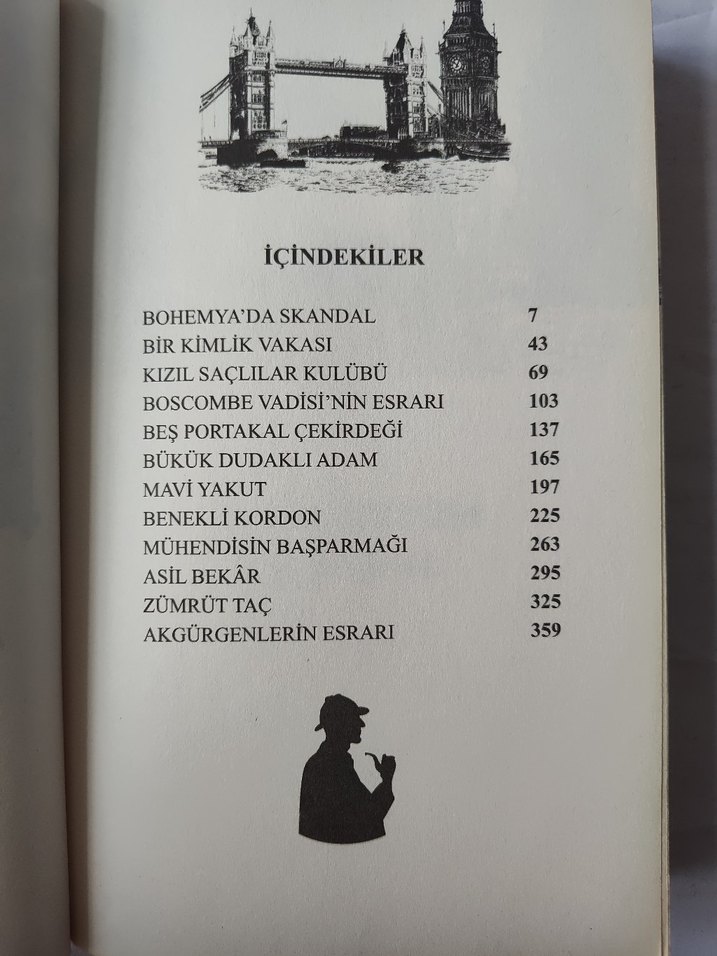 İÇİNDEKİLER
BOHEMYA’DA SKANDAL 7
BİR KİMLİK VAKASI 43
KIZIL SAÇLILAR KULÜBÜ 69
BOSCOMBE VADİSİ’NİN ESRARI 103
BEŞ PORTAKAL ÇEKİRDEĞİ 137
BÜKÜK DUDAKLI ADAM 165
MAVİ YAKUT 197
BENEKLİ KORDON 225
MÜHENDİSİN BAŞPARMAĞI 263
ASİL BEKÂR 295
ZÜMRÜT TAÇ 325
AKGÜRGENLERİN ESRARI 359